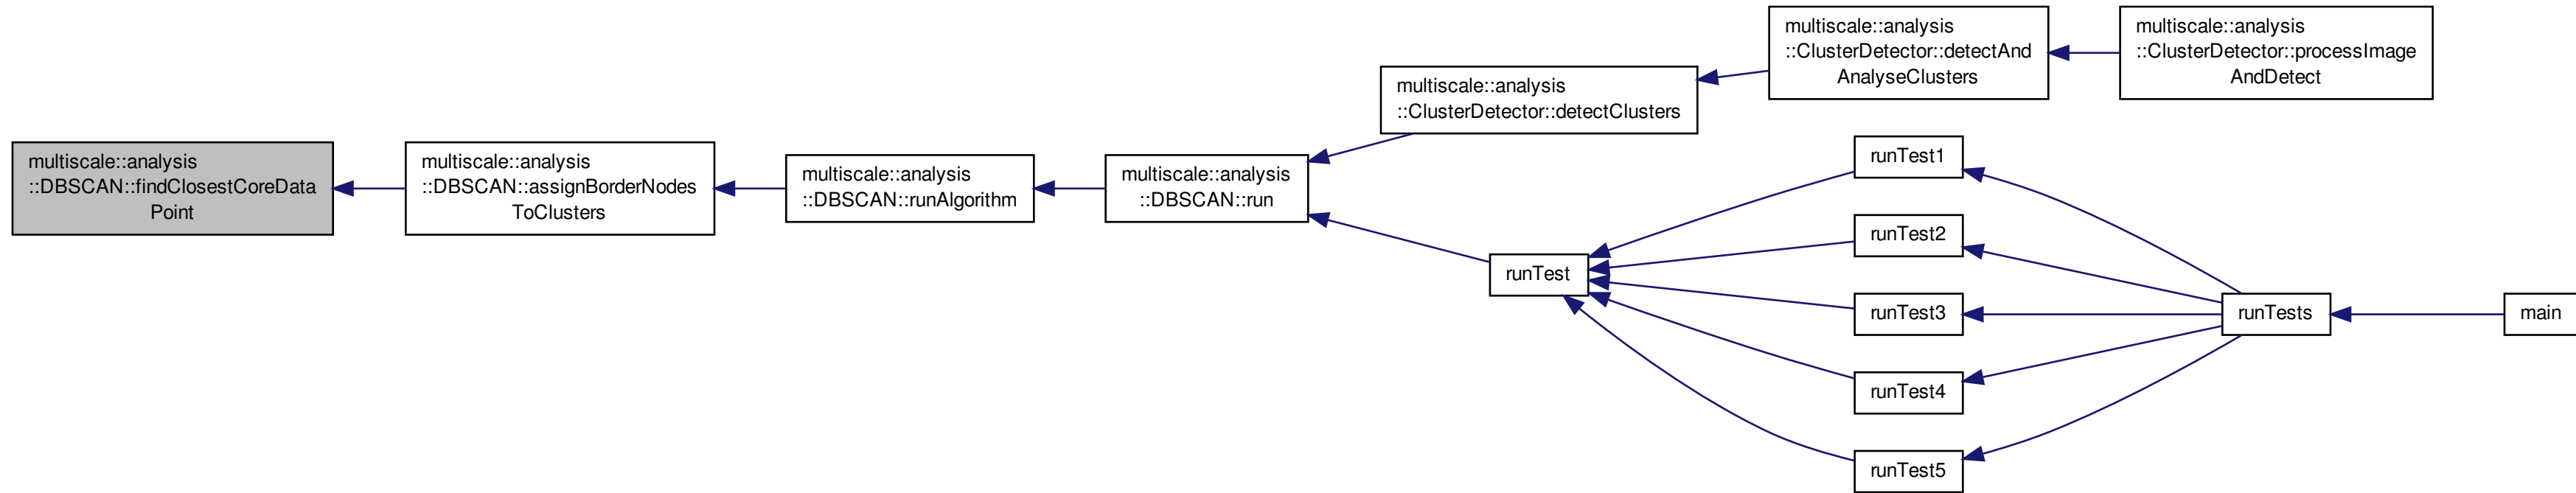 multiscale::analysis
::DBSCAN::findClosestCoreData
Point
multiscale::analysis
::DBSCAN::assignBorderNodes
ToClusters
multiscale::analysis
::DBSCAN::runAlgorithm
multiscale::analysis
::DBSCAN::run
multiscale::analysis
::ClusterDetector::detectClusters
multiscale::analysis
::ClusterDetector::detectAnd
AnalyseClusters
multiscale::analysis
::ClusterDetector::processImage
AndDetect
runTest
runTest1
runTest2
runTest3
runTest4
runTest5
runTests
main